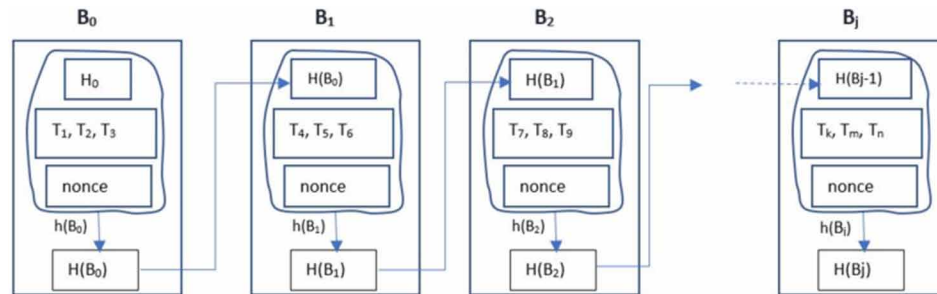 B₀
H₀
T₁, T₂, T₃
nonce
h(B₀)
H(B₀)
B₁
H(B₀)
T₄, T₅, T₆
nonce
h(B₁)
H(B₁)
B₂
H(B₁)
T₇, T₈, T₉
nonce
h(B₂)
H(B₂)
Bⱼ
H(Bj-1)
Tₖ, Tₘ, Tₙ
nonce
h(Bⱼ)
H(Bj)